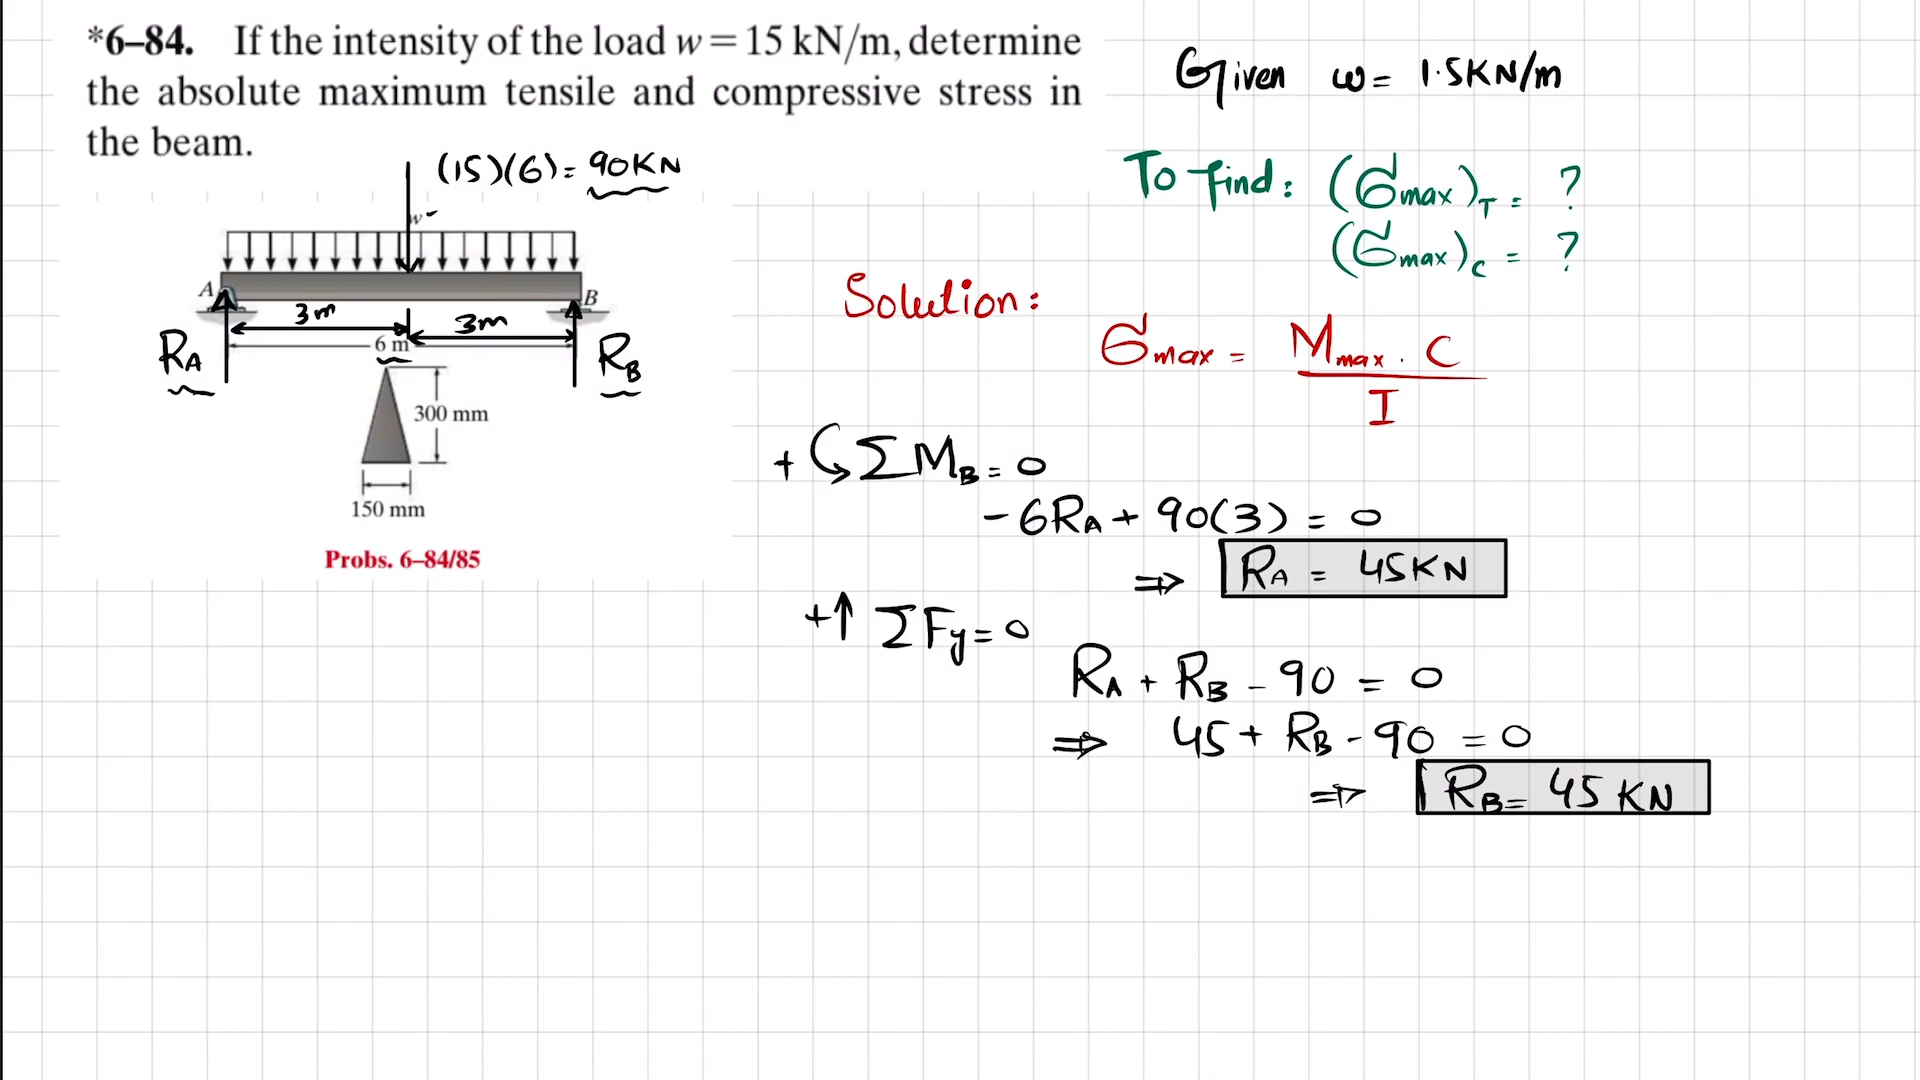 *6–84. If the intensity of the load w = 15 kN/m, determine
the absolute maximum tensile and compressive stress in
the beam.
(15)(6) = 90KN
w
A
B
3m
3m
6 m
RA
RB
300 mm
150 mm
Probs. 6–84/85
Given w = 1.5KN/m
To find: (σmax)T = ?
(σmax)c = ?
Solution:
σmax = Mmax . C
I
+ ΣMB = 0
-6RA + 90(3) = 0
⇒ RA = 45KN
+↑ ΣFy = 0
RA + RB - 90 = 0
⇒ 45 + RB - 90 = 0
⇒ RB = 45 KN